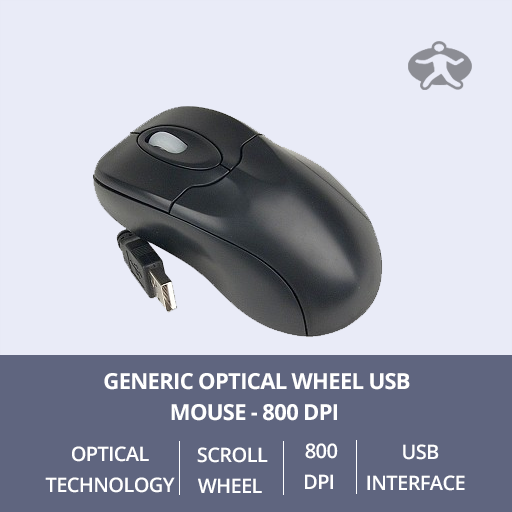 GENERIC OPTICAL WHEEL USB
MOUSE - 800 DPI
OPTICAL TECHNOLOGY
SCROLL WHEEL
800 DPI
USB INTERFACE